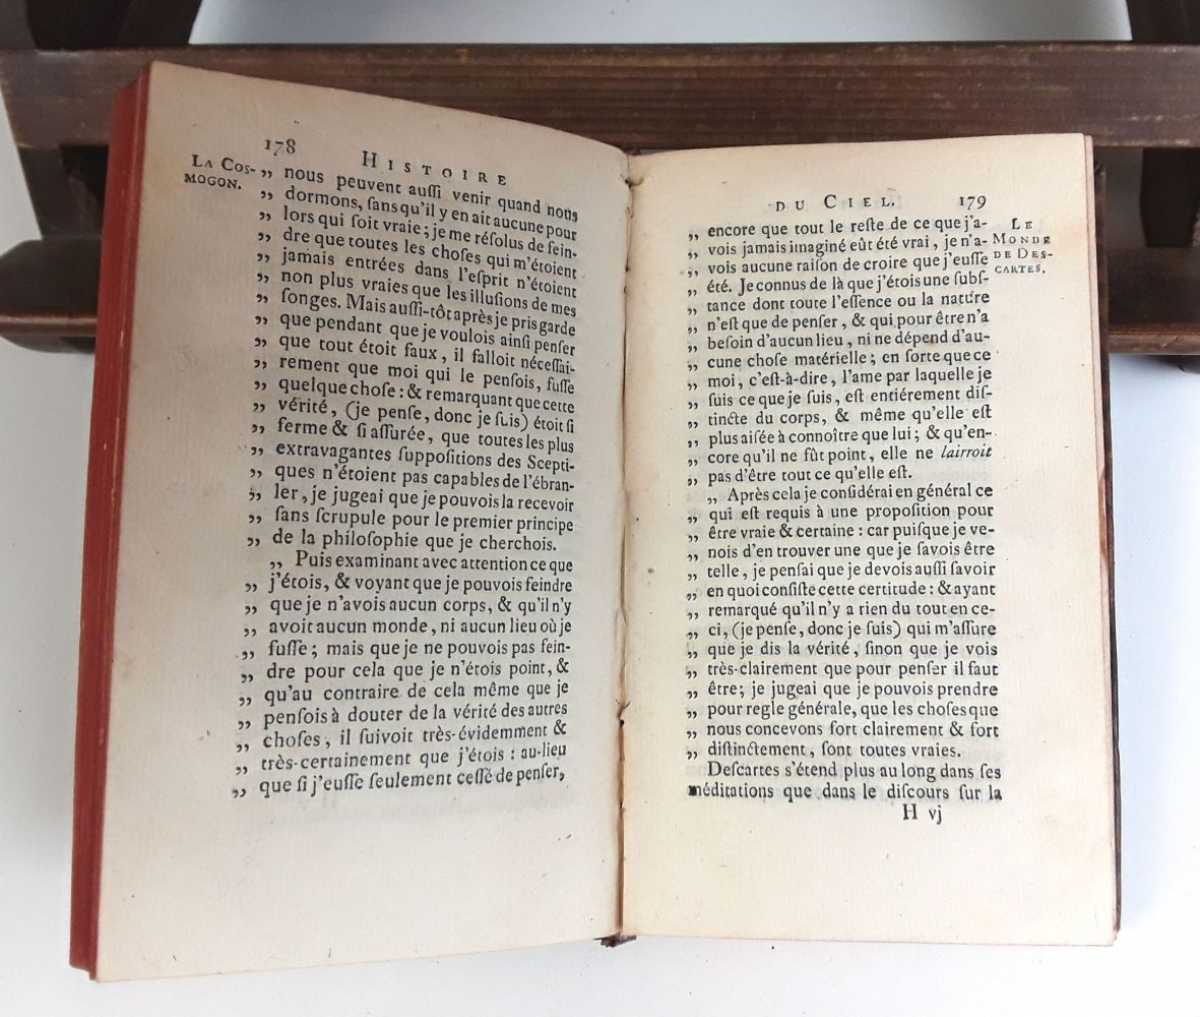 178 HISTOIRE
LA COS-
MOGON.
„ nous peuvent auſſi venir quand nous
„ dormons, ſans qu'il y en ait aucune pour
„ lors qui ſoit vraie; je me réſolus de fein-
„ dre que toutes les choſes qui m'étoient
„ jamais entrées dans l'eſprit n'étoient
„ non plus vraies que les illuſions de mes
„ ſonges. Mais auſſi-tôt après je pris garde
„ que pendant que je voulois ainſi penſer
„ que tout étoit faux, il falloit néceſſai-
„ rement que moi qui le penſois, fuſſe
„ quelque choſe: & remarquant que cette
„ vérité, (je penſe, donc je ſuis) étoit ſi
„ ferme & ſi aſſurée, que toutes les plus
„ extravagantes ſuppoſitions des Scepti-
„ ques n'étoient pas capables de l'ébran-
„ ler, je jugeai que je pouvois la recevoir
„ ſans ſcrupule pour le premier principe
„ de la philoſophie que je cherchois.
„ Puis examinant avec attention ce que
„ j'étois, & voyant que je pouvois feindre
„ que je n'avois aucun corps, & qu'il n'y
„ avoit aucun monde, ni aucun lieu où je
„ fuſſe; mais que je ne pouvois pas fein-
„ dre pour cela que je n'étois point, &
„ qu'au contraire de cela même que je
„ penſois à douter de la vérité des autres
„ choſes, il ſuivoit très-évidemment &
„ très-certainement que j'étois: au-lieu
„ que ſi j'euſſe ſeulement ceſſé de penſer,
DU CIEL. 179
LE
MONDE
DE DES-
CARTES.
„ encore que tout le reſte de ce que j'a-
„ vois jamais imaginé eût été vrai, je n'a-
„ vois aucune raiſon de croire que j'euſſe
„ été. Je connus de là que j'étois une ſubſ-
„ tance dont toute l'eſſence ou la nature
„ n'eſt que de penſer, & qui pour être n'a
„ beſoin d'aucun lieu, ni ne dépend d'au-
„ cune choſe matérielle; en ſorte que ce
„ moi, c'eſt-à-dire, l'ame par laquelle je
„ ſuis ce que je ſuis, eſt entiérement diſ-
„ tincte du corps, & même qu'elle eſt
„ plus aiſée à connoître que lui; & qu'en-
„ core qu'il ne fût point, elle ne lairroit
„ pas d'être tout ce qu'elle eſt.
„ Après cela je conſidérai en général ce
„ qui eſt requis à une propoſition pour
„ être vraie & certaine: car puiſque je ve-
„ nois d'en trouver une que je ſavois être
„ telle, je penſai que je devois auſſi ſavoir
„ en quoi conſiſte cette certitude: & ayant
„ remarqué qu'il n'y a rien du tout en ce-
„ ci, (je penſe, donc je ſuis) qui m'aſſure
„ que je dis la vérité, ſinon que je vois
„ très-clairement que pour penſer il faut
„ être; je jugeai que je pouvois prendre
„ pour regle générale, que les choſes que
„ nous concevons fort clairement & fort
„ diſtinctement, ſont toutes vraies.
Deſcartes s'étend plus au long dans ſes
méditations que dans le diſcours ſur la
H vj